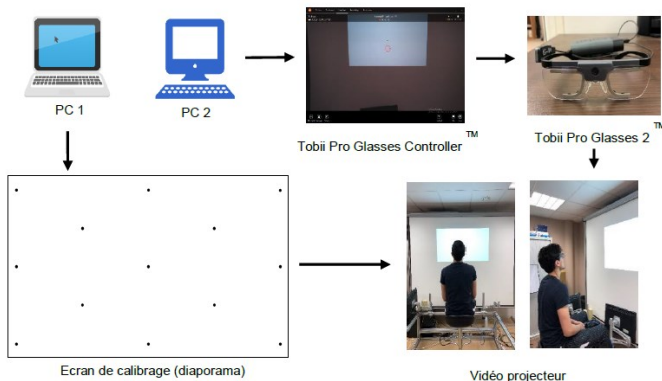 PC 1
PC 2
Tobii Pro Glasses Controller™
Tobii Pro Glasses 2™
Ecran de calibrage (diaporama)
Vidéo projecteur